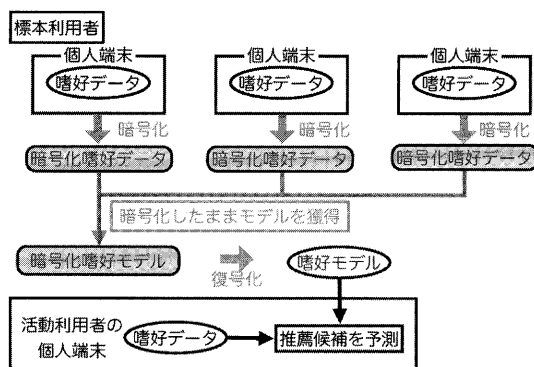 標本利用者
個人端末 個人端末 個人端末
嗜好データ 嗜好データ 嗜好データ
暗号化 暗号化 暗号化
暗号化嗜好データ 暗号化嗜好データ 暗号化嗜好データ
暗号化したままモデルを獲得
暗号化嗜好モデル 復号化 嗜好モデル
活動利用者の
個人端末
嗜好データ 推薦候補を予測